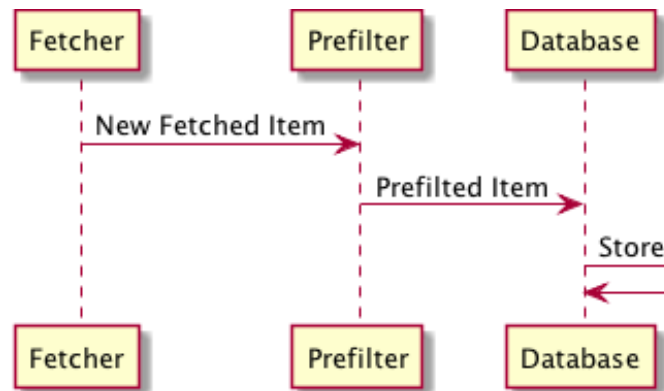 Fetcher
Prefilter
Database
New Fetched Item
Prefilted Item
Store
Fetcher
Prefilter
Database